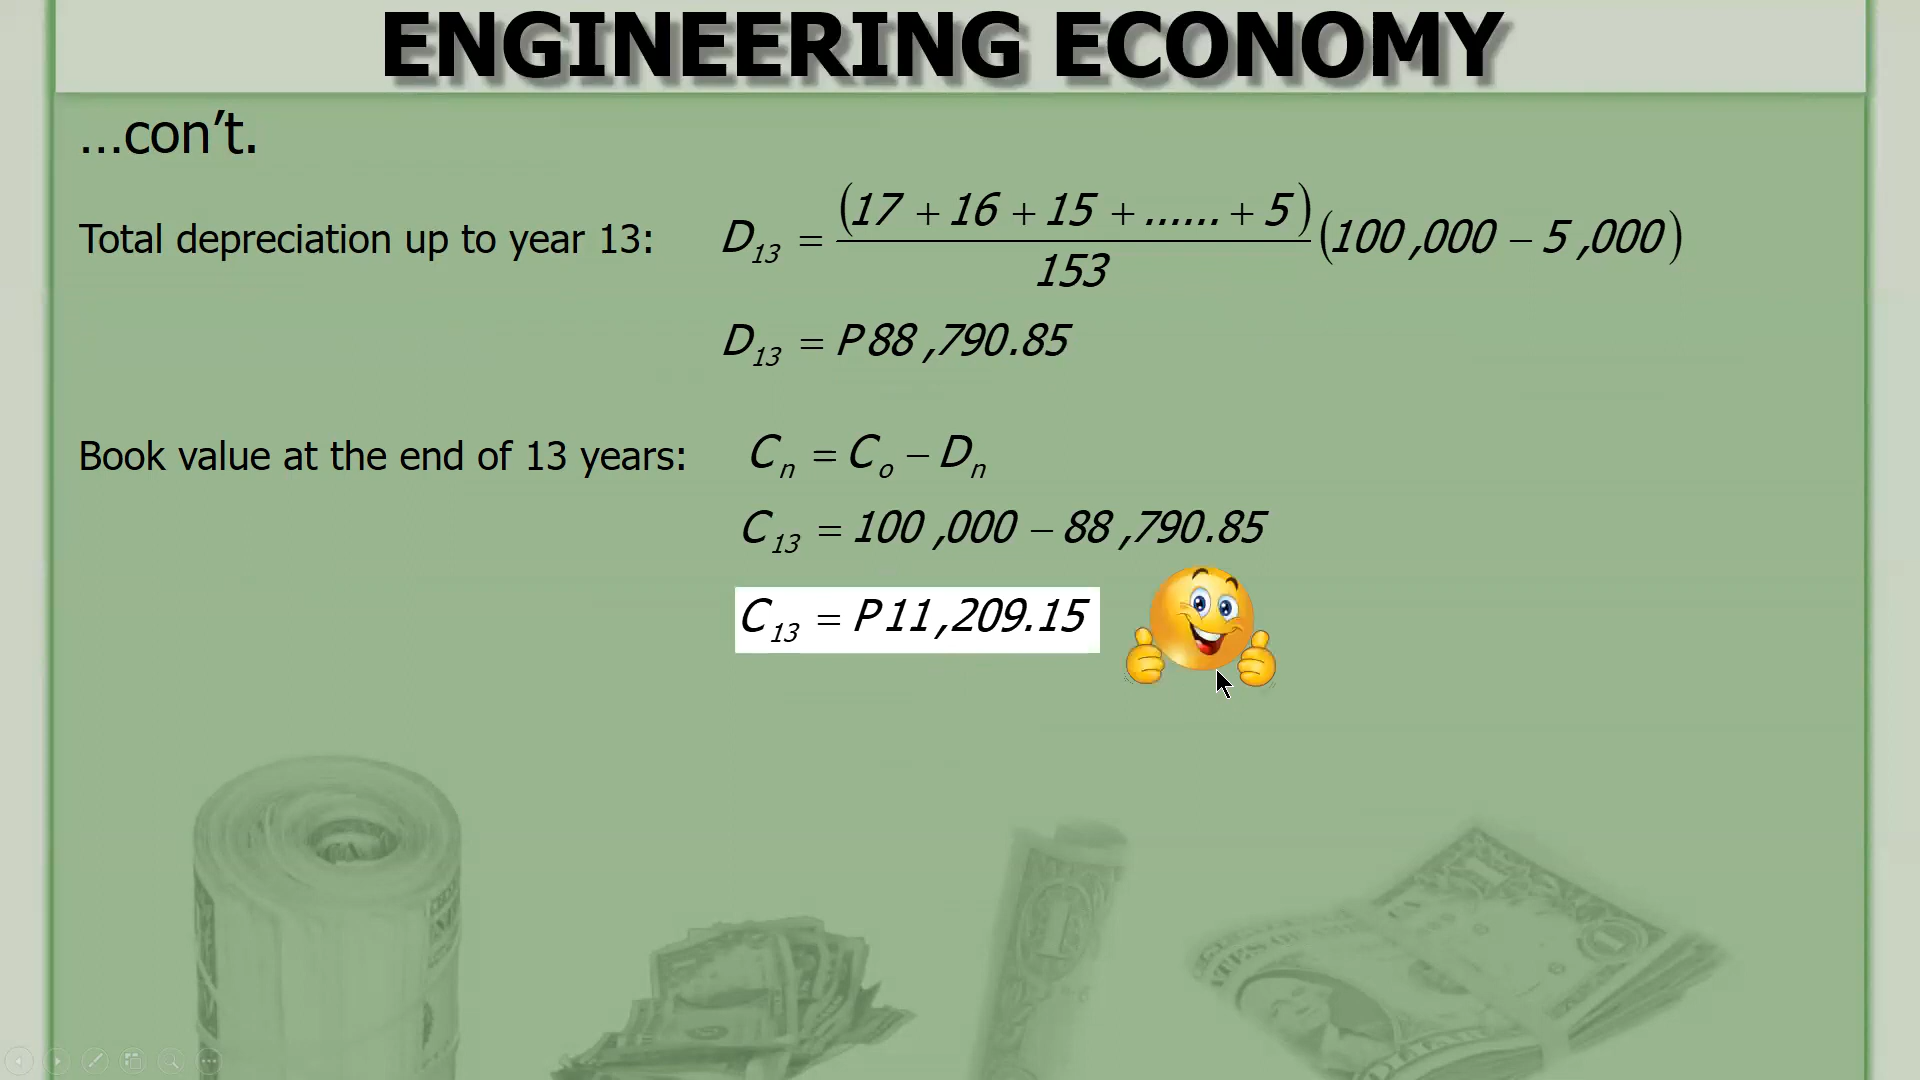 ENGINEERING ECONOMY
…con’t.
Total depreciation up to year 13: D₁₃ = (17 + 16 + 15 + ...... + 5) / 153 (100,000 − 5,000)
D₁₃ = P88,790.85
Book value at the end of 13 years: Cₙ = Cₒ − Dₙ
C₁₃ = 100,000 − 88,790.85
C₁₃ = P11,209.15